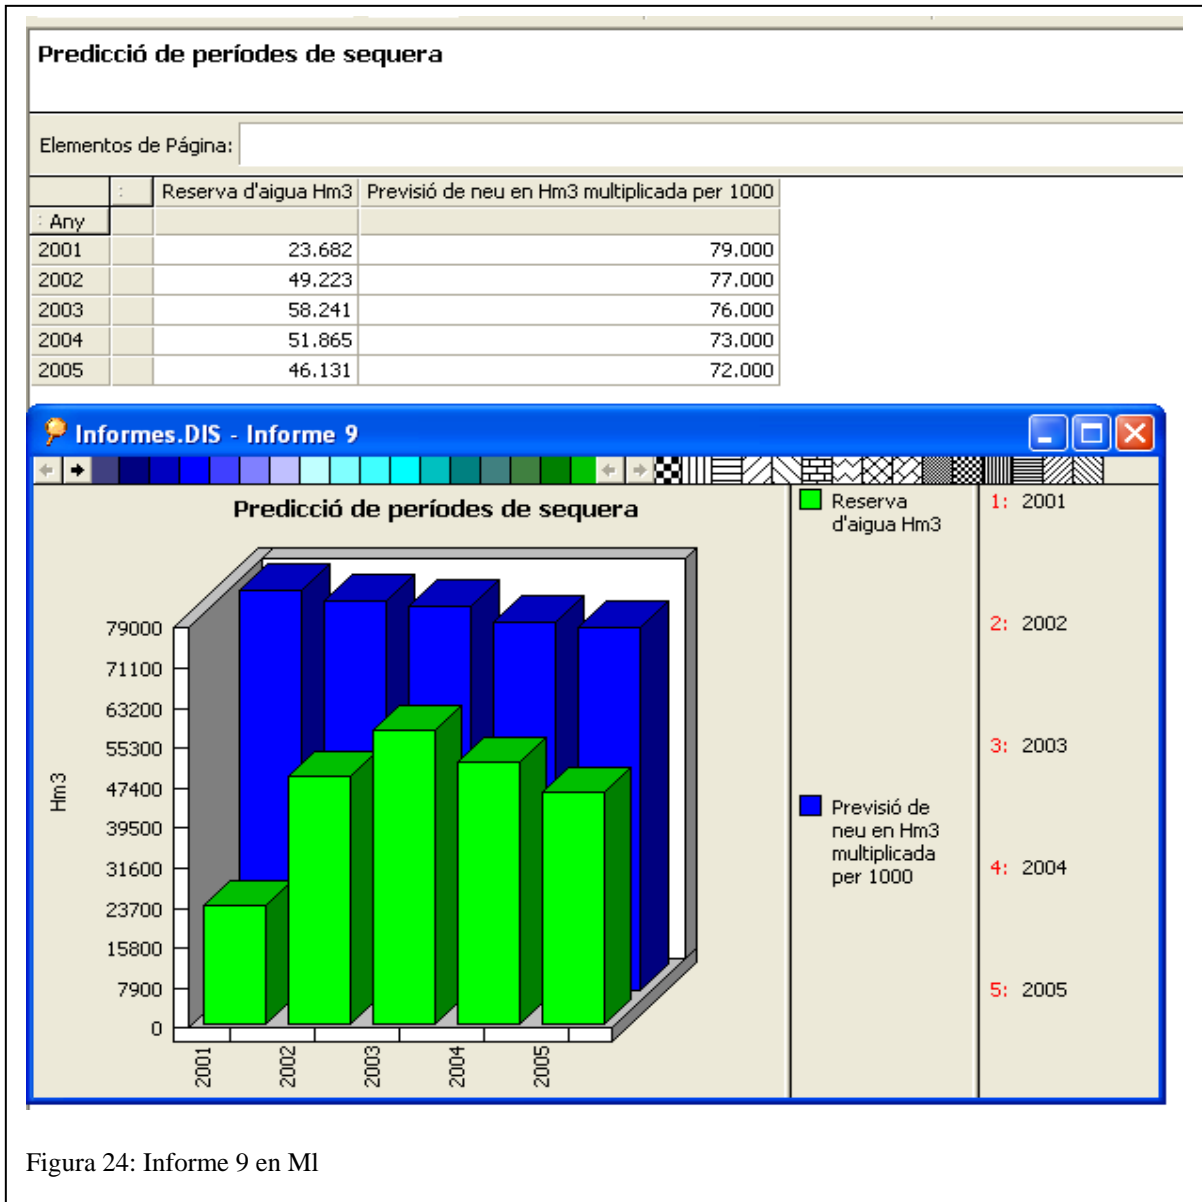 Predicció de períodes de sequera
Elementos de Página:
: Reserva d'aigua Hm3 Previsió de neu en Hm3 multiplicada per 1000
: Any
2001 23.682 79.000
2002 49.223 77.000
2003 58.241 76.000
2004 51.865 73.000
2005 46.131 72.000
Informes.DIS - Informe 9
Predicció de períodes de sequera
79000
71100
63200
55300
47400
39500
31600
23700
15800
7900
0
Hm3
2001
2002
2003
2004
2005
Reserva
d'aigua Hm3
Previsió de
neu en Hm3
multiplicada
per 1000
1: 2001
2: 2002
3: 2003
4: 2004
5: 2005
Figura 24: Informe 9 en Ml